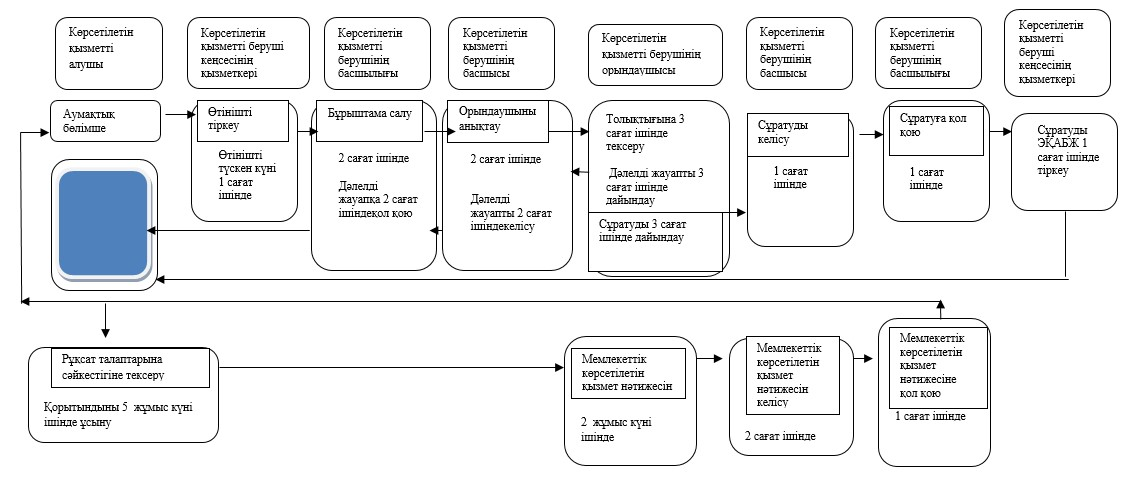 Көрсетілетін
қызметті
алушы
Көрсетілетін
қызметті беруші
кеңсесінің
қызметкері
Көрсетілетін
қызметті
берушінің
басшылығы
Көрсетілетін
қызметті
берушінің
басшысы
Көрсетілетін
қызметті берушінің
орындаушысы
Көрсетілетін
қызметті
берушінің
басшысы
Көрсетілетін
қызметті
берушінің
басшылығы
Көрсетілетін
қызметті
беруші
кеңсесінің
қызметкері
Аумақтық
бөлімше
Өтінішті
тіркеу
Өтінішті
түскен күні
1 сағат
ішінде
Бұрыштама салу
2 сағат ішінде
Дәлелді
жауапқа 2 сағат
ішіндеқол қою
Орындаушыны
анықтау
2 сағат ішінде
Дәлелді
жауапты 2 сағат
ішіндекелісу
Толықтығына 3
сағат ішінде
тексеру
Дәлелді жауапты 3
сағат ішінде
дайындау
Сұратуды 3 сағат
ішінде дайындау
Сұратуды
келісу
1 сағат
ішінде
Сұратуға қол
қою
1 сағат
ішінде
Сұратуды
ЭҚАБЖ 1
сағат ішінде
тіркеу
Рұқсат талаптарына
сәйкестігіне тексеру
Қорытындыны 5 жұмыс күні
ішінде ұсыну
Мемлекеттік
көрсетілетін
қызмет нәтижесін
2 жұмыс күні
ішінде
Мемлекеттік
көрсетілетін
қызмет
нәтижесін
келісу
2 сағат ішінде
Мемлекеттік
көрсетілетін
қызмет
нәтижесіне
қол қою
1 сағат ішінде